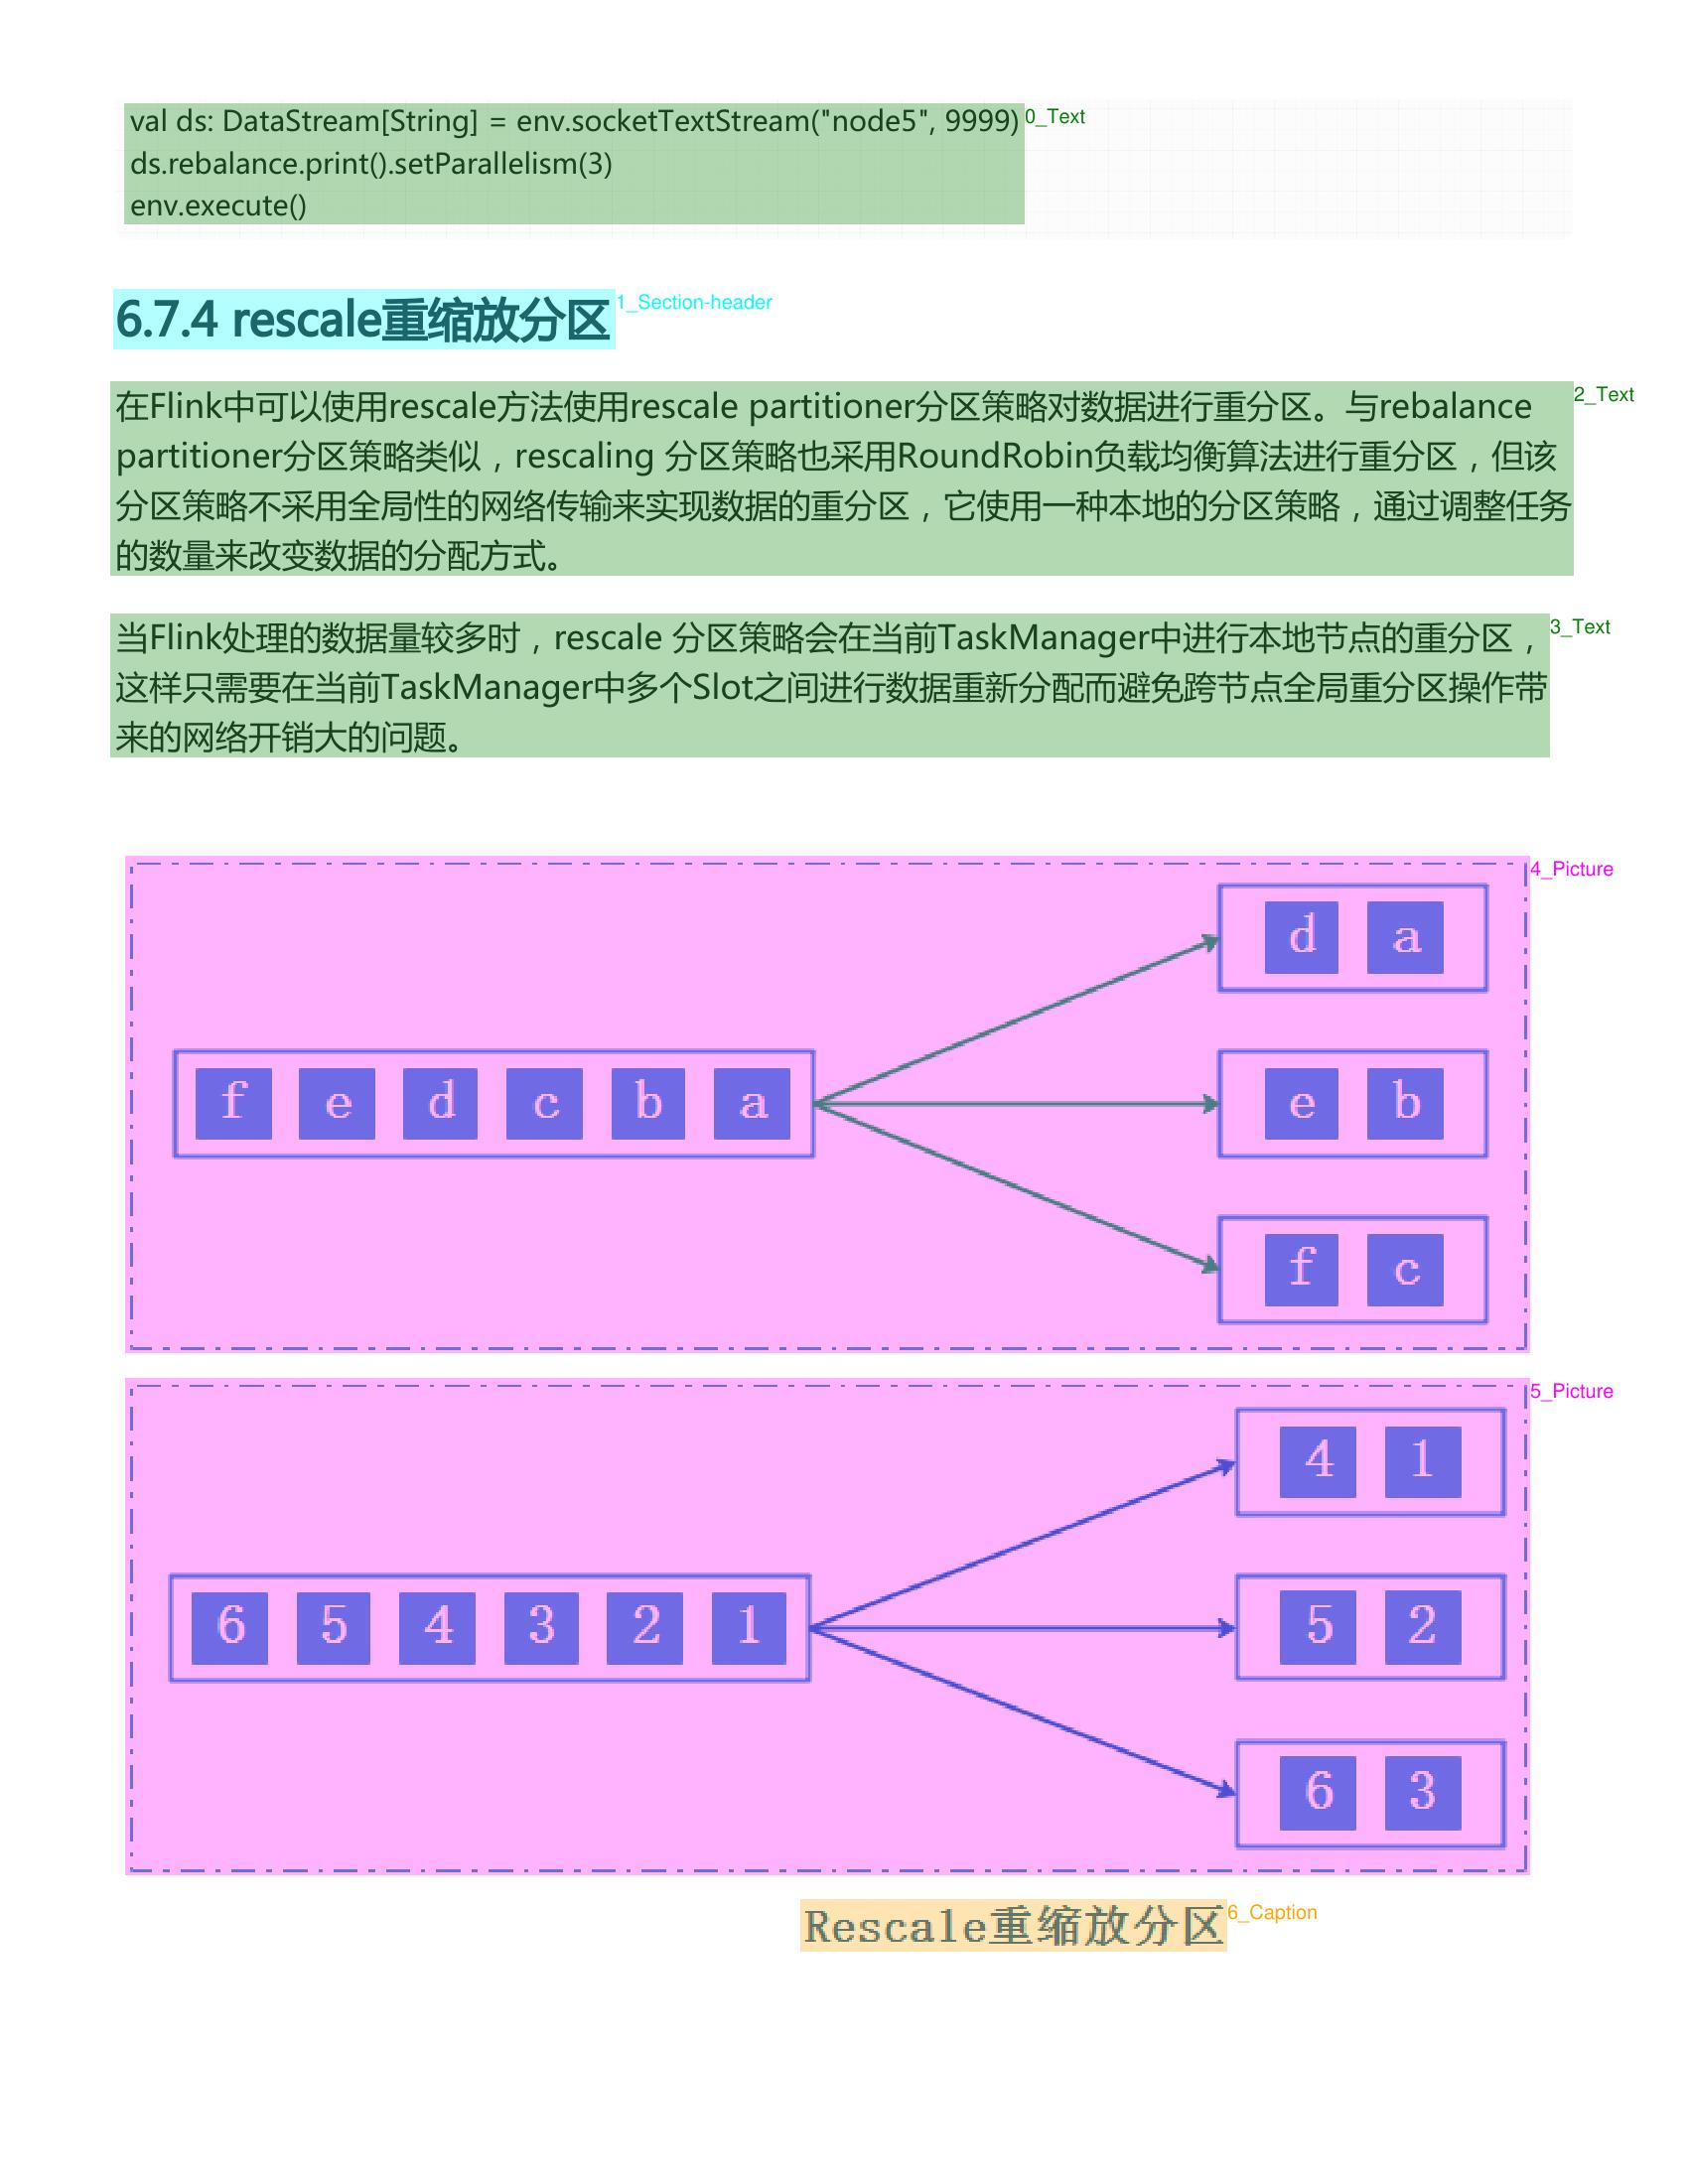 val ds: DataStream[String] = env.socketTextStream("node5", 9999)
0_Text
ds.rebalance.print().setParallelism(3)
env.execute()
6.7.4 rescale重缩放分区
1_Section-header
在Flink中可以使用rescale方法使用rescale partitioner分区策略对数据进行重分区。与rebalance
2_Text
partitioner分区策略类似，rescaling 分区策略也采用RoundRobin负载均衡算法进行重分区，但该
分区策略不采用全局性的网络传输来实现数据的重分区，它使用一种本地的分区策略，通过调整任务
的数量来改变数据的分配方式。
当Flink处理的数据量较多时，rescale 分区策略会在当前TaskManager中进行本地节点的重分区，
3_Text
这样只需要在当前TaskManager中多个Slot之间进行数据重新分配而避免跨节点全局重分区操作带
来的网络开销大的问题。
4_Picture
d a
f e d c b a
e b
f c
5_Picture
4 1
6 5 4 3 2 1
5 2
6 3
Rescale重缩放分区
6_Caption